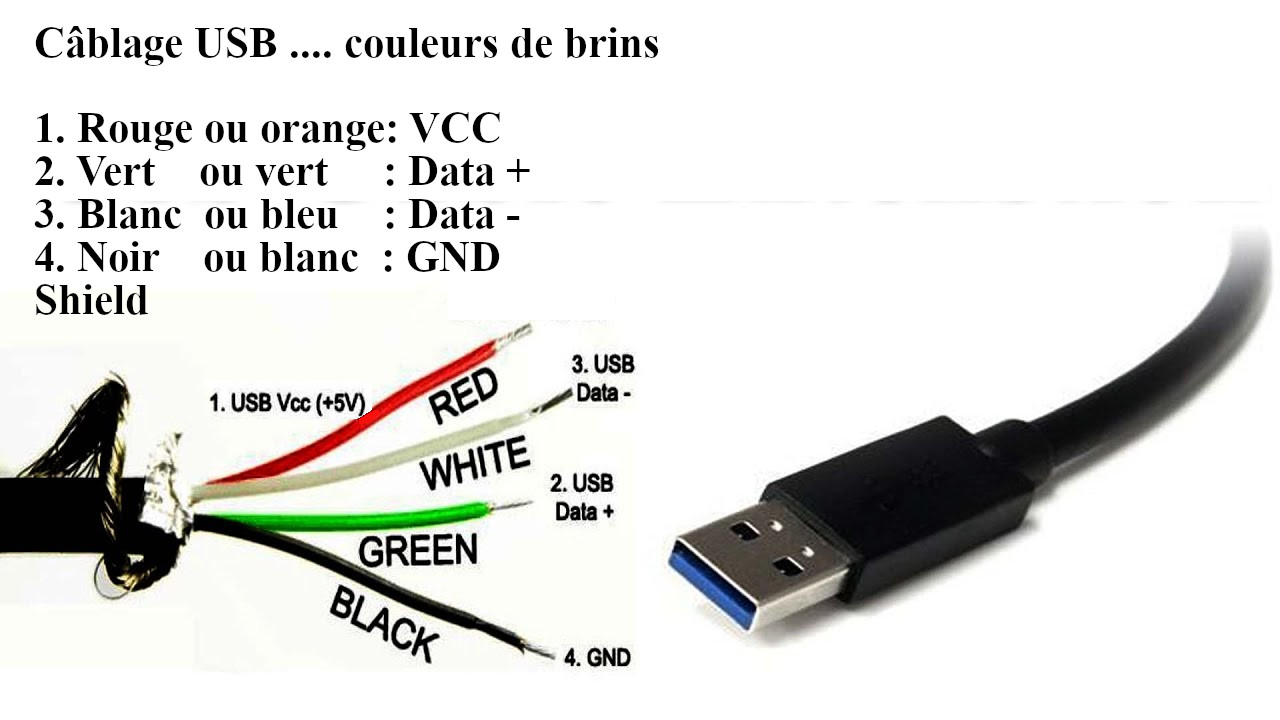 Câblage USB .... couleurs de brins
1. Rouge ou orange: VCC
2. Vert ou vert : Data +
3. Blanc ou bleu : Data -
4. Noir ou blanc : GND
Shield
1. USB Vcc (+5V)
RED
3. USB
Data -
WHITE
2. USB
Data +
GREEN
BLACK
4. GND